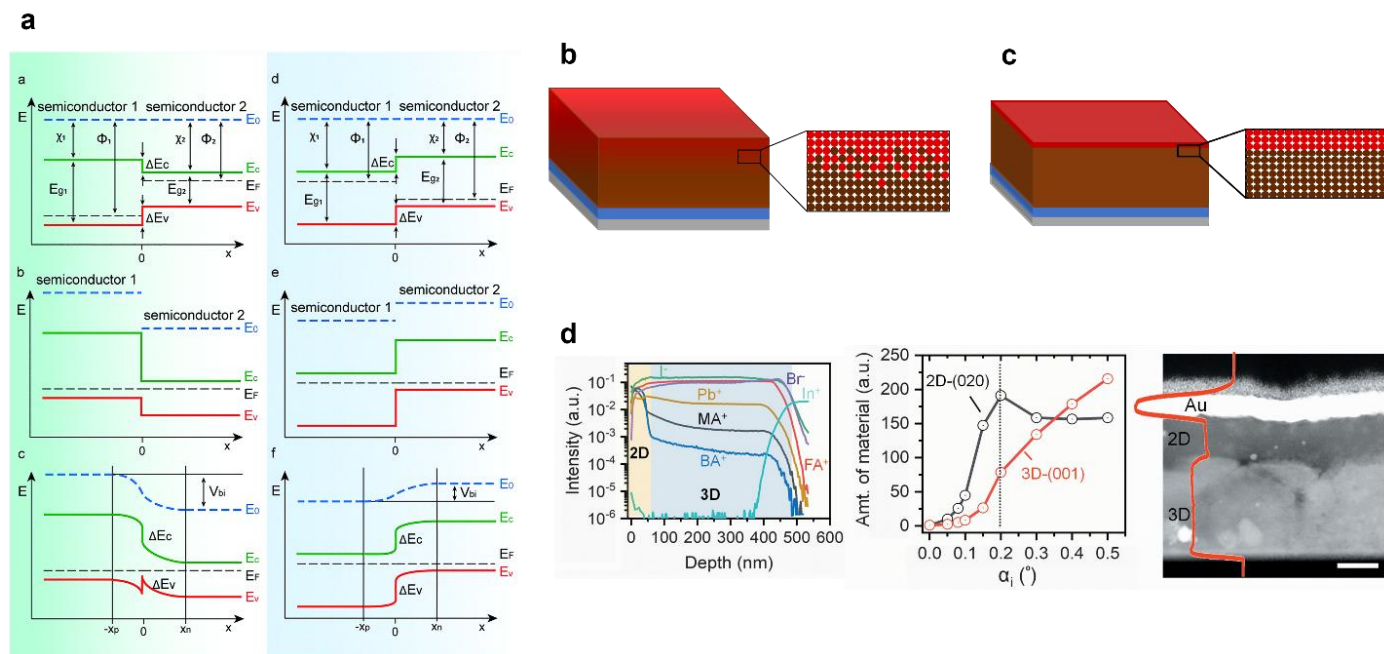 a
a
semiconductor 1 semiconductor 2
E
E₀
χ₁
Φ₁
χ₂
Φ₂
ΔEc
Ec
Eg₁
Eg₂
EF
Ev
ΔEv
0
x
b
semiconductor 1
semiconductor 2
E
E₀
Ec
EF
Ev
c
E
Vbi
E₀
ΔEc
Ec
EF
ΔEv
Ev
-xp
0
xn
x
d
semiconductor 1 semiconductor 2
E
E₀
χ₁
Φ₁
χ₂
Φ₂
ΔEc
Ec
Eg₁
Eg₂
EF
Ev
ΔEv
0
x
e
semiconductor 2
semiconductor 1
E
E₀
Ec
EF
Ev
f
E
E₀
Vbi
Ec
ΔEc
EF
Ev
ΔEv
-xp
0
xn
x
b
c
d
Intensity (a.u.)
10⁻¹
10⁻²
10⁻³
10⁻⁴
10⁻⁵
10⁻⁶
I⁻
Br⁻
In⁺
Pb⁺
MA⁺
2D
BA⁺
FA⁺
3D
0 100 200 300 400 500 600
Depth (nm)
Amt. of material (a.u.)
250
200
150
100
50
0
2D-(020)
3D-(001)
0.0 0.1 0.2 0.3 0.4 0.5
αi (°)
Au
2D
3D